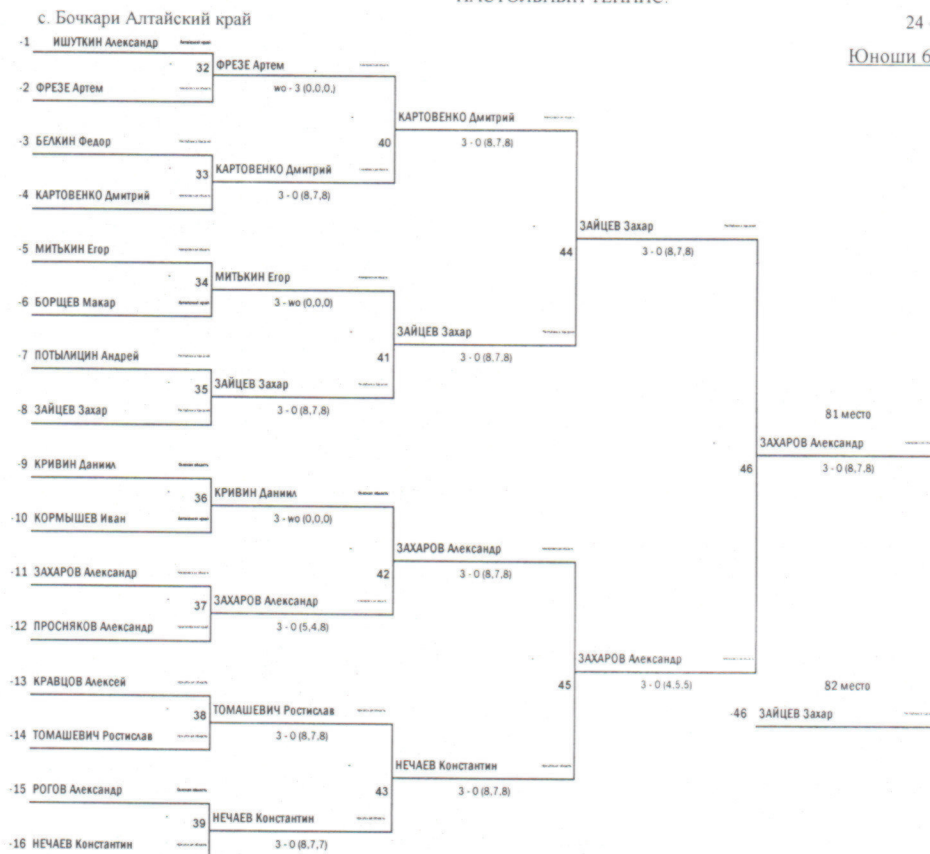 НАСТОЛЬНЫЙ ТЕННИС.
с. Бочкари Алтайский край
24
Юноши 6
-1 ИШУТКИН Александр
32 ФРЕЗЕ Артем
-2 ФРЕЗЕ Артем
wo - 3 (0,0,0,)
КАРТОВЕНКО Дмитрий
40
3 - 0 (8,7,8)
-3 БЕЛКИН Федор
33 КАРТОВЕНКО Дмитрий
-4 КАРТОВЕНКО Дмитрий
3 - 0 (8,7,8)
ЗАЙЦЕВ Захар
44
3 - 0 (8,7,8)
-5 МИТЬКИН Егор
34 МИТЬКИН Егор
-6 БОРЩЕВ Макар
3 - wo (0,0,0)
ЗАЙЦЕВ Захар
41
3 - 0 (8,7,8)
-7 ПОТЫЛИЦИН Андрей
35 ЗАЙЦЕВ Захар
-8 ЗАЙЦЕВ Захар
3 - 0 (8,7,8)
81 место
ЗАХАРОВ Александр
46
3 - 0 (8,7,8)
-9 КРИВИН Даниил
36 КРИВИН Даниил
-10 КОРМЫШЕВ Иван
3 - wo (0,0,0)
ЗАХАРОВ Александр
42
3 - 0 (8,7,8)
-11 ЗАХАРОВ Александр
37 ЗАХАРОВ Александр
-12 ПРОСНЯКОВ Александр
3 - 0 (5,4,8)
ЗАХАРОВ Александр
45
3 - 0 (4,5,5)
-13 КРАВЦОВ Алексей
38 ТОМАШЕВИЧ Ростислав
-14 ТОМАШЕВИЧ Ростислав
3 - 0 (8,7,8)
82 место
-46 ЗАЙЦЕВ Захар
НЕЧАЕВ Константин
43
3 - 0 (8,7,8)
-15 РОГОВ Александр
39 НЕЧАЕВ Константин
-16 НЕЧАЕВ Константин
3 - 0 (8,7,7)